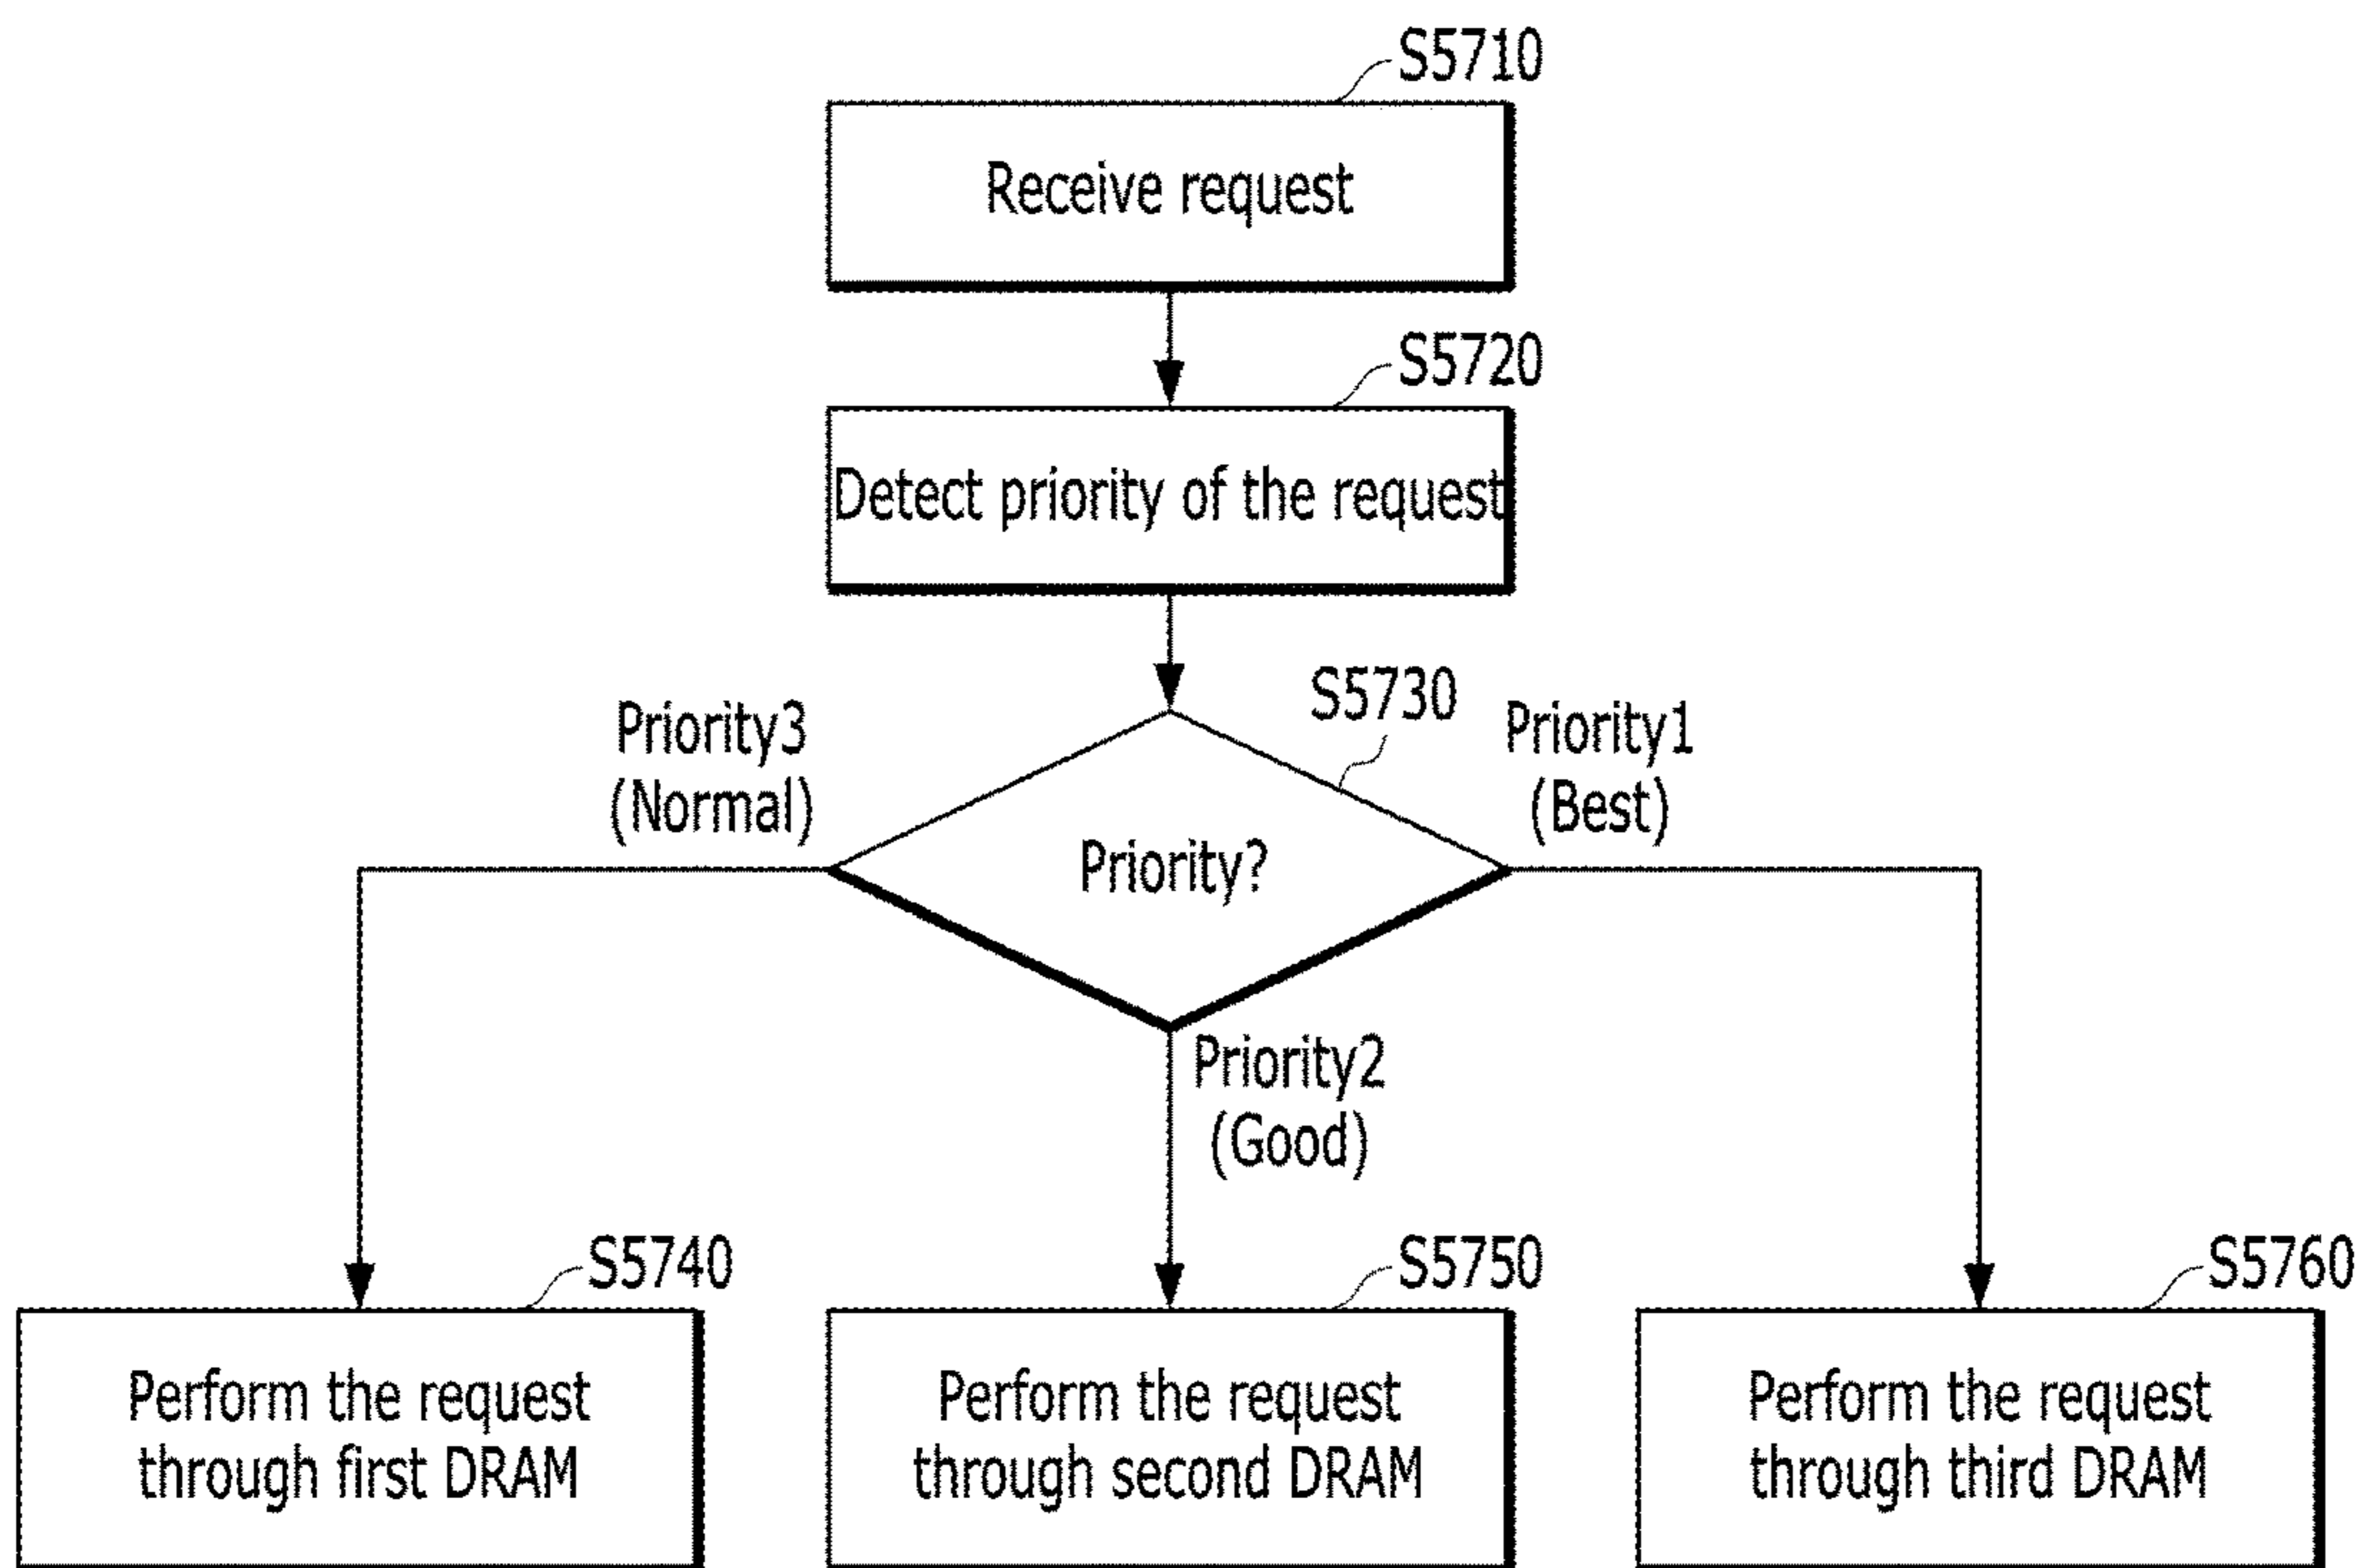 S5710
Receive request
S5720
Detect priority of the request
S5730
Priority3
(Normal)
Priority1
(Best)
Priority?
Priority2
(Good)
S5740
S5750
S5760
Perform the request
through first DRAM
Perform the request
through second DRAM
Perform the request
through third DRAM